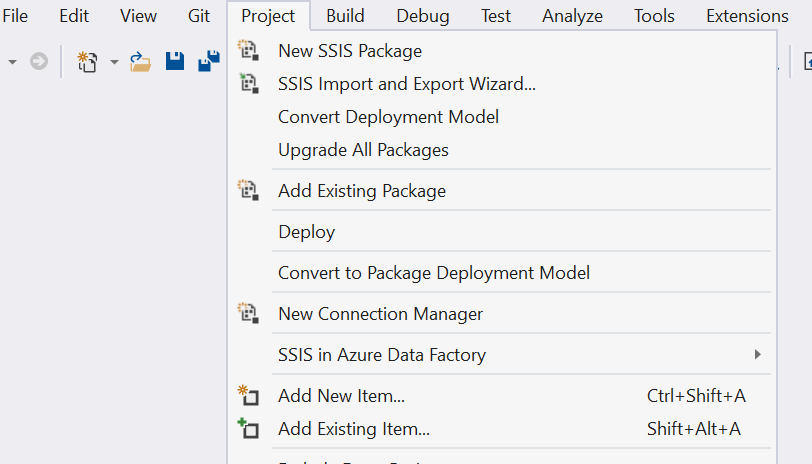 File Edit View Git Project Build Debug Test Analyze Tools Extensions
New SSIS Package
SSIS Import and Export Wizard...
Convert Deployment Model
Upgrade All Packages
Add Existing Package
Deploy
Convert to Package Deployment Model
New Connection Manager
SSIS in Azure Data Factory
Add New Item... Ctrl+Shift+A
Add Existing Item... Shift+Alt+A